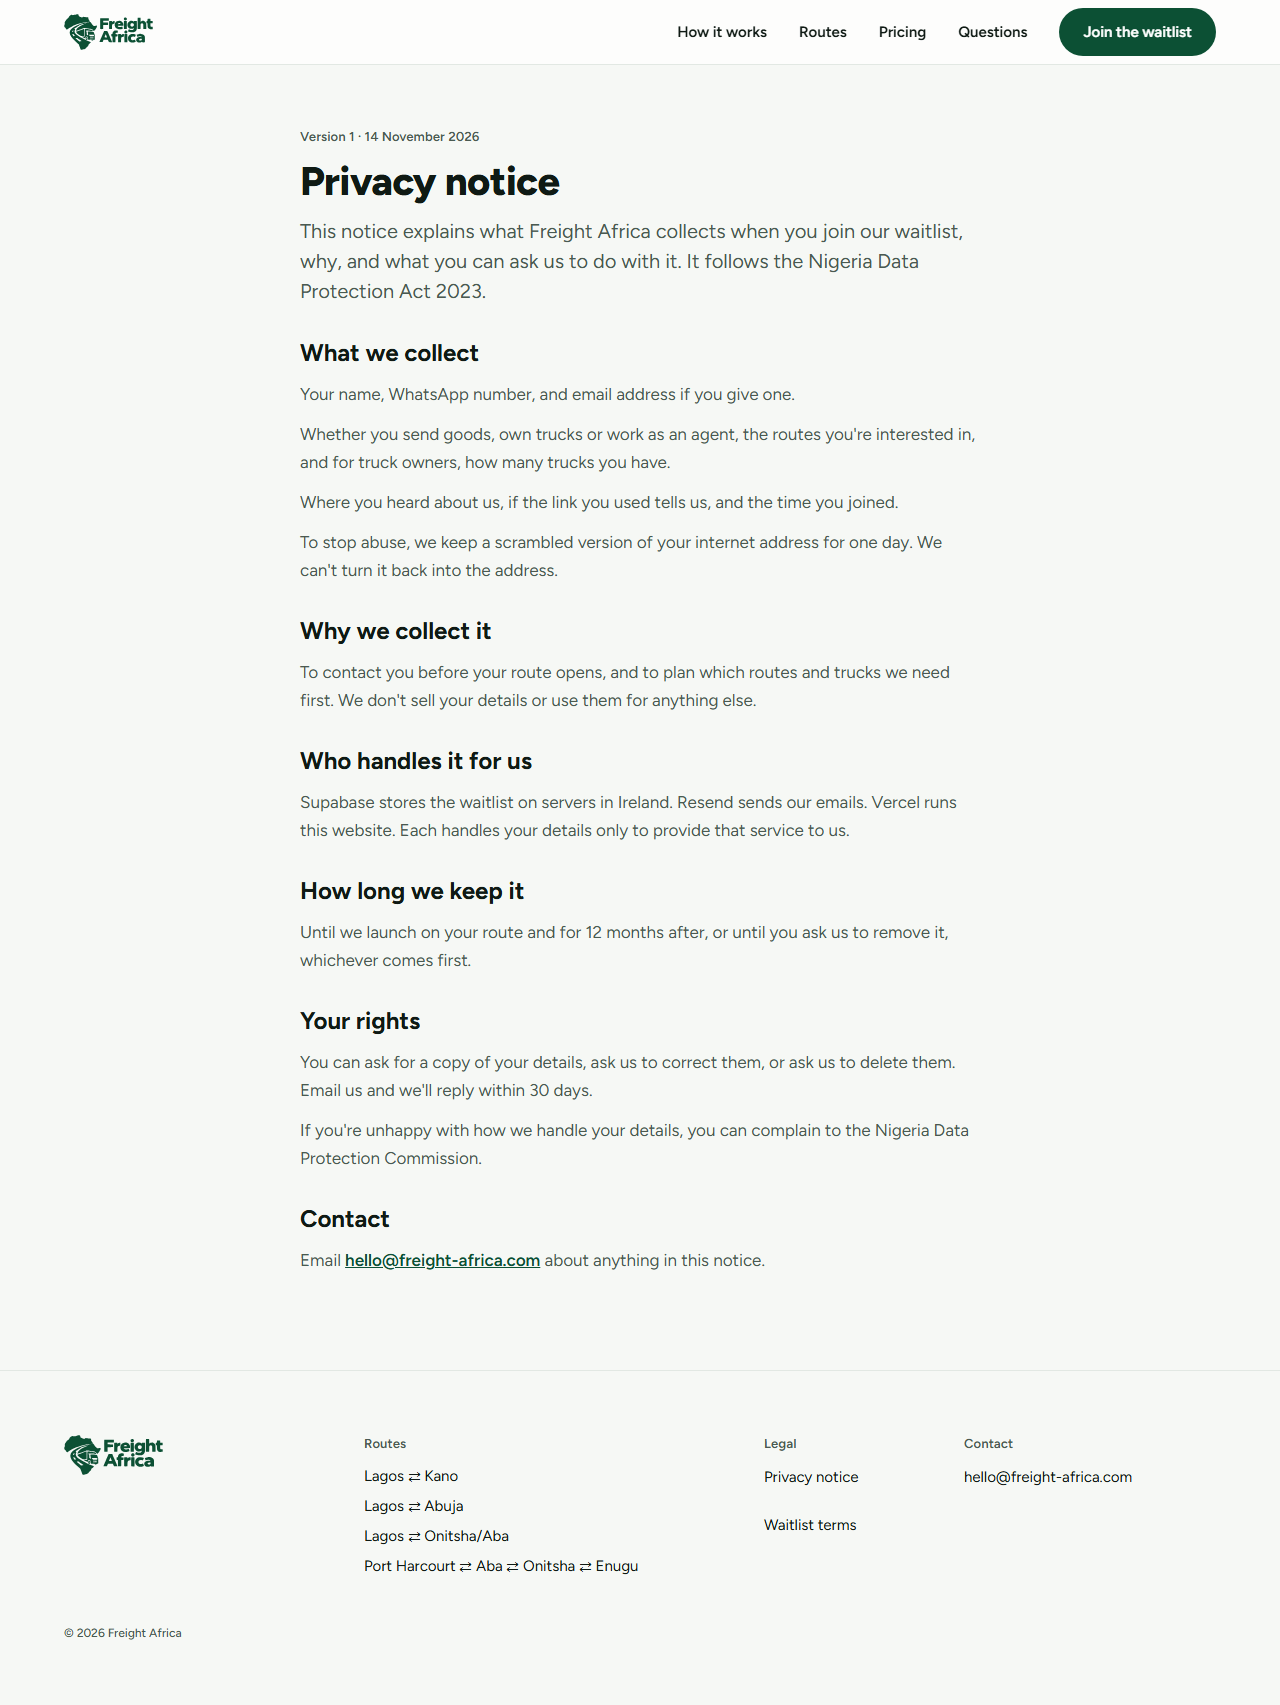 Freight
Africa
How it works
Routes
Pricing
Questions
Join the waitlist
Version 1 · 14 November 2026
Privacy notice
This notice explains what Freight Africa collects when you join our waitlist,
why, and what you can ask us to do with it. It follows the Nigeria Data
Protection Act 2023.
What we collect
Your name, WhatsApp number, and email address if you give one.
Whether you send goods, own trucks or work as an agent, the routes you're interested in,
and for truck owners, how many trucks you have.
Where you heard about us, if the link you used tells us, and the time you joined.
To stop abuse, we keep a scrambled version of your internet address for one day. We
can't turn it back into the address.
Why we collect it
To contact you before your route opens, and to plan which routes and trucks we need
first. We don't sell your details or use them for anything else.
Who handles it for us
Supabase stores the waitlist on servers in Ireland. Resend sends our emails. Vercel runs
this website. Each handles your details only to provide that service to us.
How long we keep it
Until we launch on your route and for 12 months after, or until you ask us to remove it,
whichever comes first.
Your rights
You can ask for a copy of your details, ask us to correct them, or ask us to delete them.
Email us and we'll reply within 30 days.
If you're unhappy with how we handle your details, you can complain to the Nigeria Data
Protection Commission.
Contact
Email hello@freight-africa.com about anything in this notice.
Freight
Africa
Routes
Lagos ⇄ Kano
Lagos ⇄ Abuja
Lagos ⇄ Onitsha/Aba
Port Harcourt ⇄ Aba ⇄ Onitsha ⇄ Enugu
Legal
Privacy notice
Waitlist terms
Contact
hello@freight-africa.com
© 2026 Freight Africa